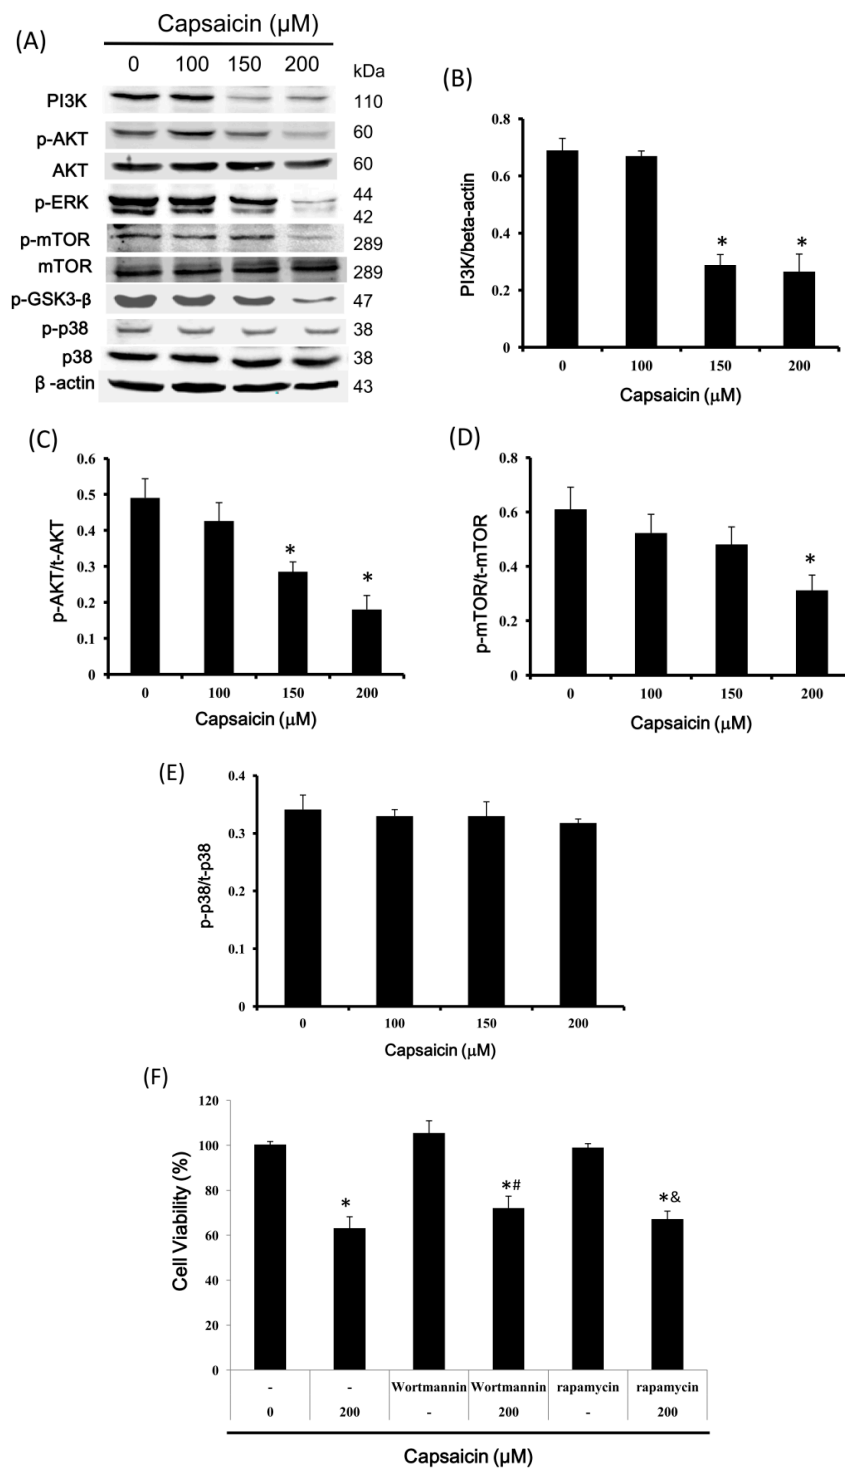 (A)
Capsaicin (µM)
0 100 150 200
kDa
PI3K 110
p-AKT 60
AKT 60
p-ERK 44
42
p-mTOR 289
mTOR 289
p-GSK3-β 47
p-p38 38
p38 38
β -actin 43
(B)
PI3K/beta-actin
0.8
0.6
0.4
0.2
0
* *
0 100 150 200
Capsaicin (µM)
(C)
p-AKT/t-AKT
0.6
0.5
0.4
0.3
0.2
0.1
0
* *
0 100 150 200
Capsaicin (µM)
(D)
p-mTOR/t-mTOR
0.8
0.6
0.4
0.2
0
*
0 100 150 200
Capsaicin (µM)
(E)
p-p38/t-p38
0.4
0.3
0.2
0.1
0
0 100 150 200
Capsaicin (µM)
(F)
Cell Viability (%)
120
100
80
60
40
20
0
* *# *&
- - Wortmannin Wortmannin rapamycin rapamycin
0 200 - 200 - 200
Capsaicin (µM)